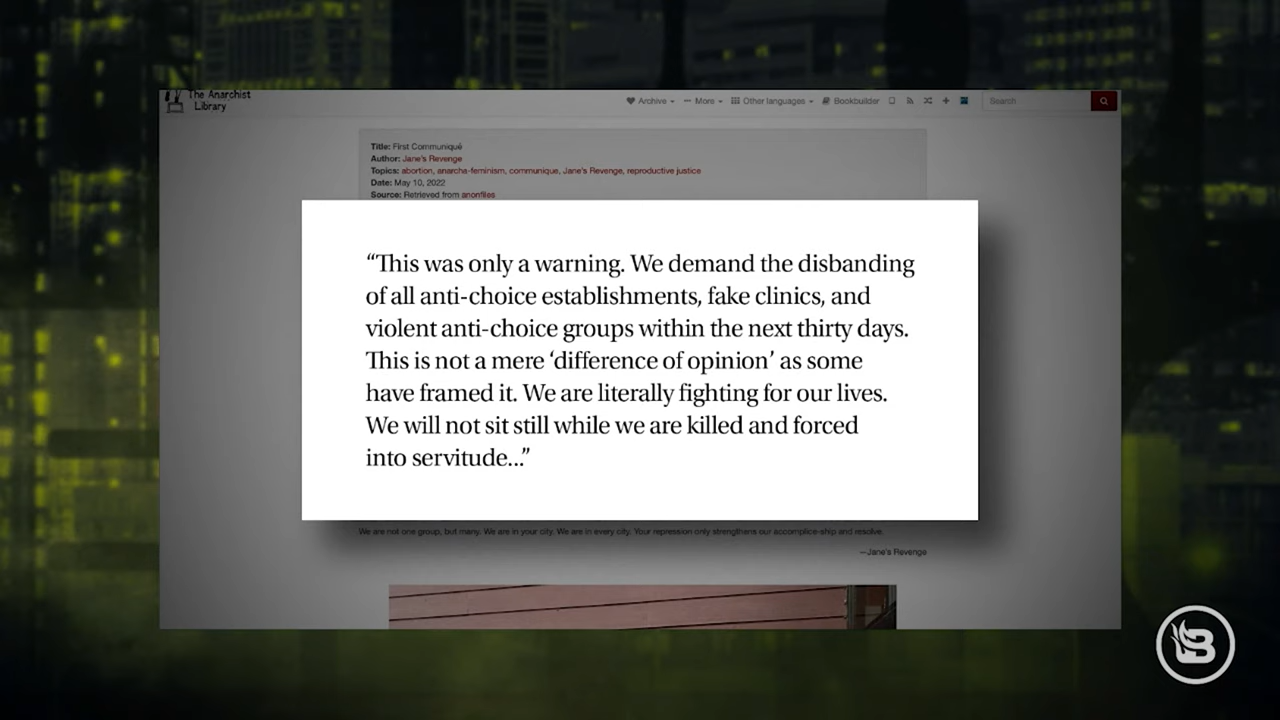 The Anarchist
Library
Archive
More
Other languages
Bookbuilder
Search
Title: First Communiqué
Author: Jane's Revenge
Topics: abortion, anarcha-feminism, communique, Jane's Revenge, reproductive justice
Date: May 10, 2022
Source: Retrieved from anonfiles
“This was only a warning. We demand the disbanding
of all anti-choice establishments, fake clinics, and
violent anti-choice groups within the next thirty days.
This is not a mere ‘difference of opinion’ as some
have framed it. We are literally fighting for our lives.
We will not sit still while we are killed and forced
into servitude...”
We are not one group, but many. We are in your city. We are in every city. Your repression only strengthens our accomplice-ship and resolve.
—Jane's Revenge
B